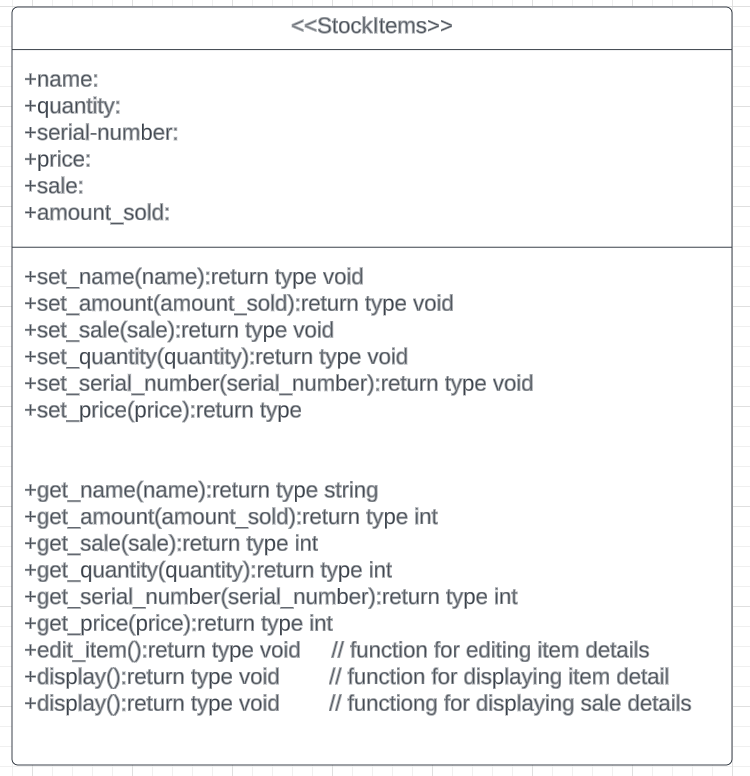 <<StockItems>>
+name:
+quantity:
+serial-number:
+price:
+sale:
+amount_sold:
+set_name(name):return type void
+set_amount(amount_sold):return type void
+set_sale(sale):return type void
+set_quantity(quantity):return type void
+set_serial_number(serial_number):return type void
+set_price(price):return type
+get_name(name):return type string
+get_amount(amount_sold):return type int
+get_sale(sale):return type int
+get_quantity(quantity):return type int
+get_serial_number(serial_number):return type int
+get_price(price):return type int
+edit_item():return type void // function for editing item details
+display():return type void // function for displaying item detail
+display():return type void // functiong for displaying sale details